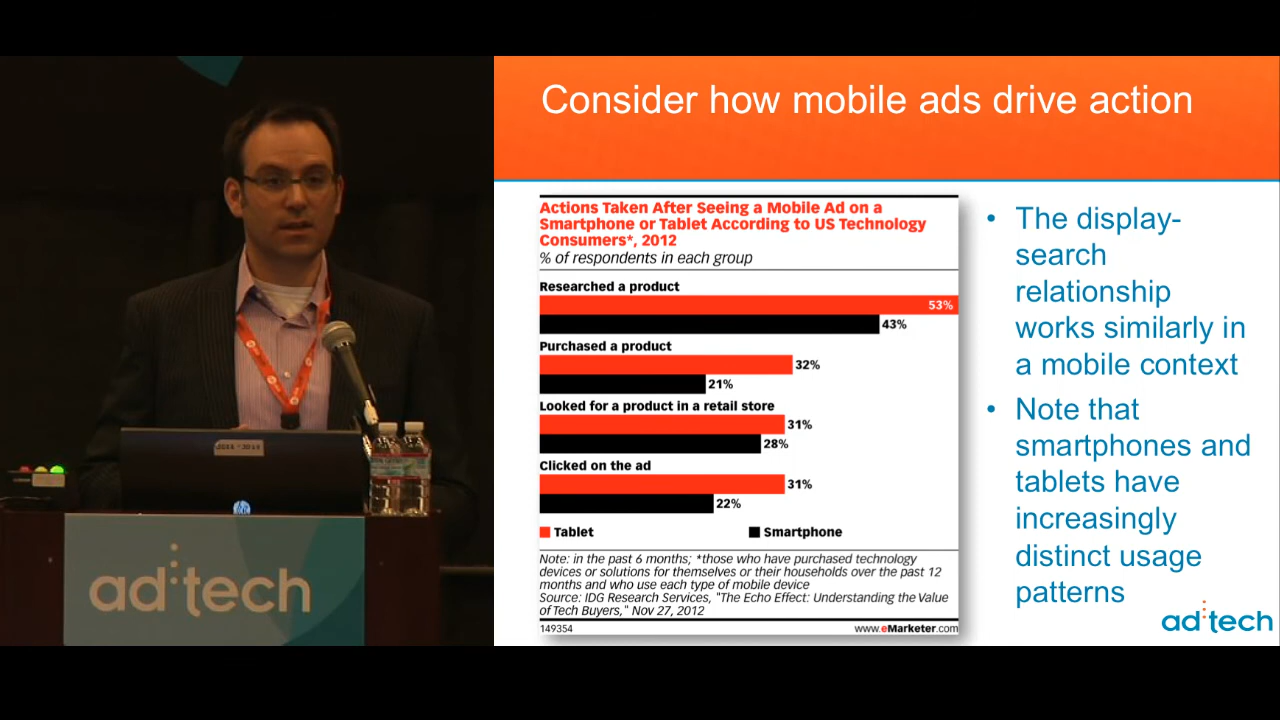 Consider how mobile ads drive action
Actions Taken After Seeing a Mobile Ad on a
Smartphone or Tablet According to US Technology
Consumers*, 2012
% of respondents in each group
Researched a product
53%
43%
Purchased a product
32%
21%
Looked for a product in a retail store
31%
28%
Clicked on the ad
31%
22%
Tablet
Smartphone
Note: in the past 6 months; *those who have purchased technology
devices or solutions for themselves or their households over the past 12
months and who use each type of mobile device
Source: IDG Research Services, "The Echo Effect: Understanding the Value
of Tech Buyers," Nov 27, 2012
149354
www.eMarketer.com
• The display-
search
relationship
works similarly in
a mobile context
• Note that
smartphones and
tablets have
increasingly
distinct usage
patterns
ad:tech
ad:tech